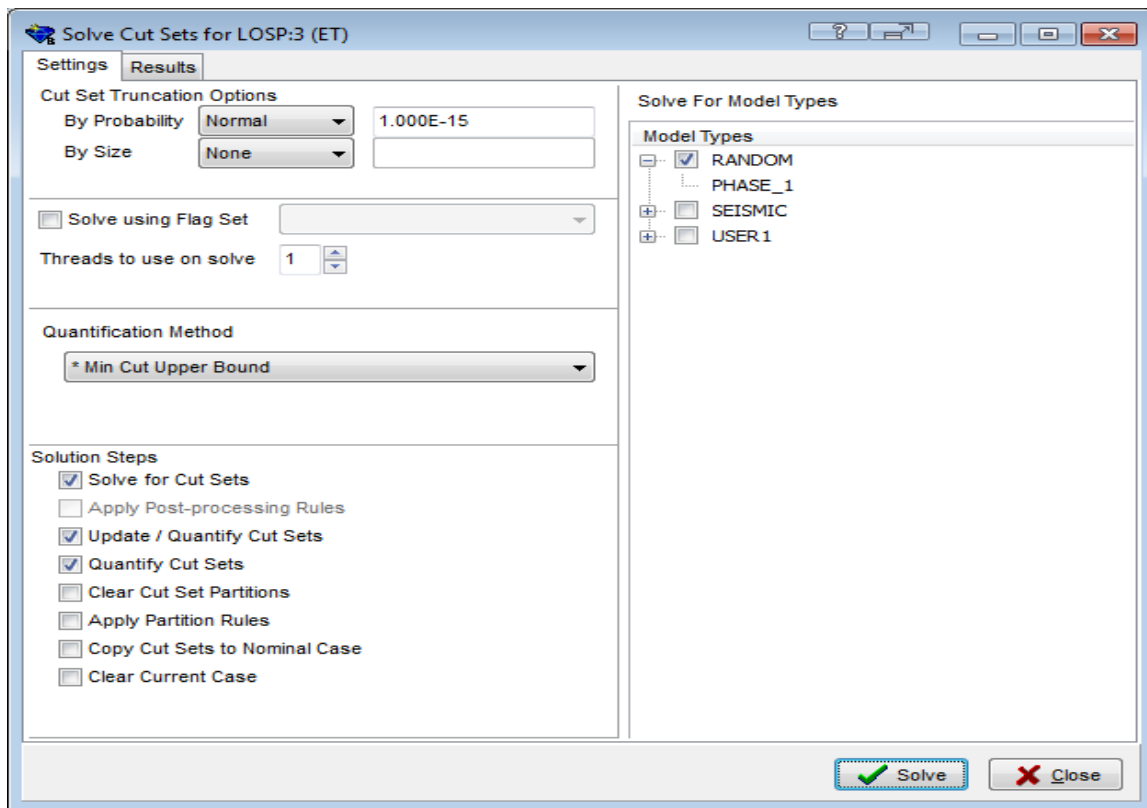 Solve Cut Sets for LOSP:3 (ET)
Settings Results
Cut Set Truncation Options
By Probability Normal 1.000E-15
By Size None
Solve using Flag Set
Threads to use on solve 1
Quantification Method
* Min Cut Upper Bound
Solution Steps
Solve for Cut Sets
Apply Post-processing Rules
Update / Quantify Cut Sets
Quantify Cut Sets
Clear Cut Set Partitions
Apply Partition Rules
Copy Cut Sets to Nominal Case
Clear Current Case
Solve For Model Types
Model Types
RANDOM
PHASE_1
SEISMIC
USER1
Solve Close